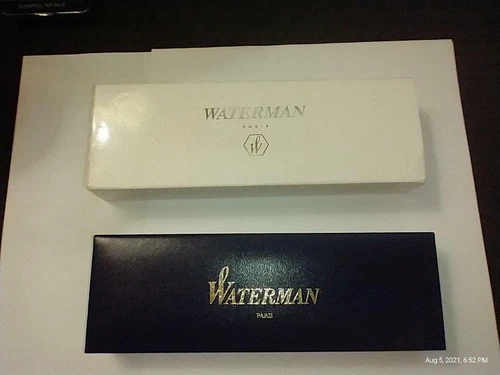 WATERMAN
PARIS
W
WATERMAN
PARIS
Aug 5, 2021, 6:52 PM